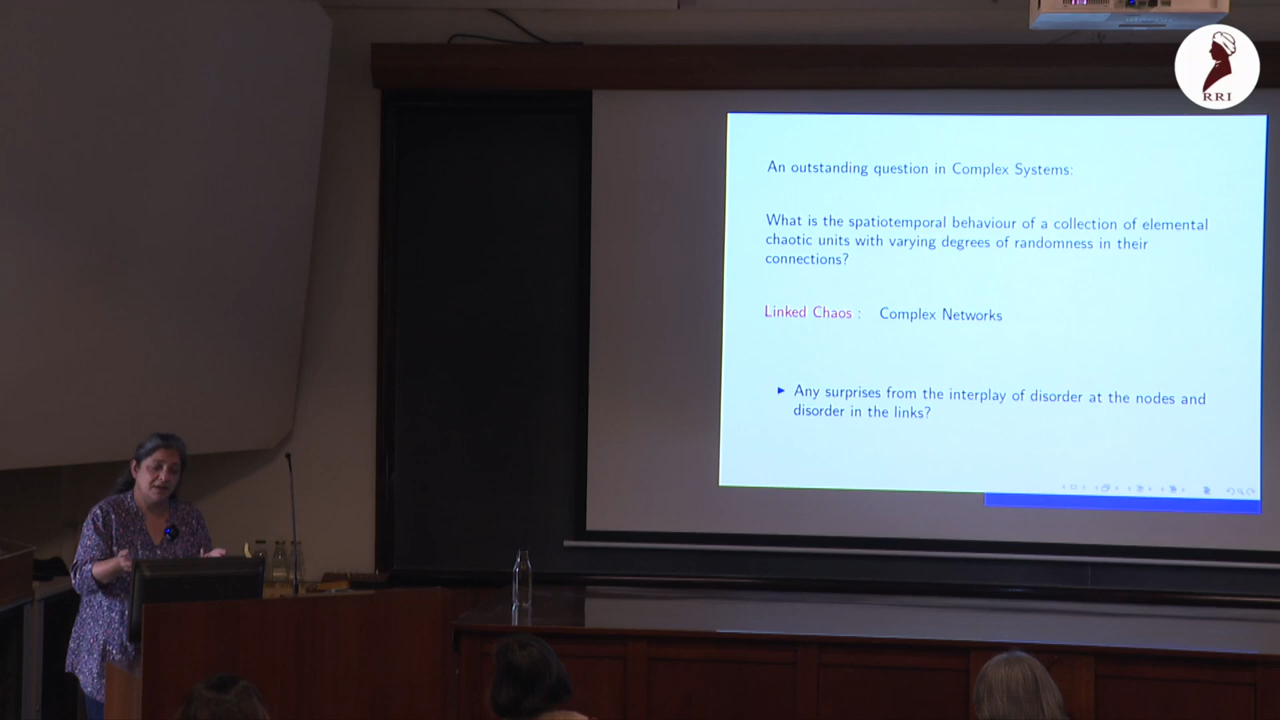 RRI
An outstanding question in Complex Systems:
What is the spatiotemporal behaviour of a collection of elemental
chaotic units with varying degrees of randomness in their
connections?
Linked Chaos : Complex Networks
Any surprises from the interplay of disorder at the nodes and
disorder in the links?